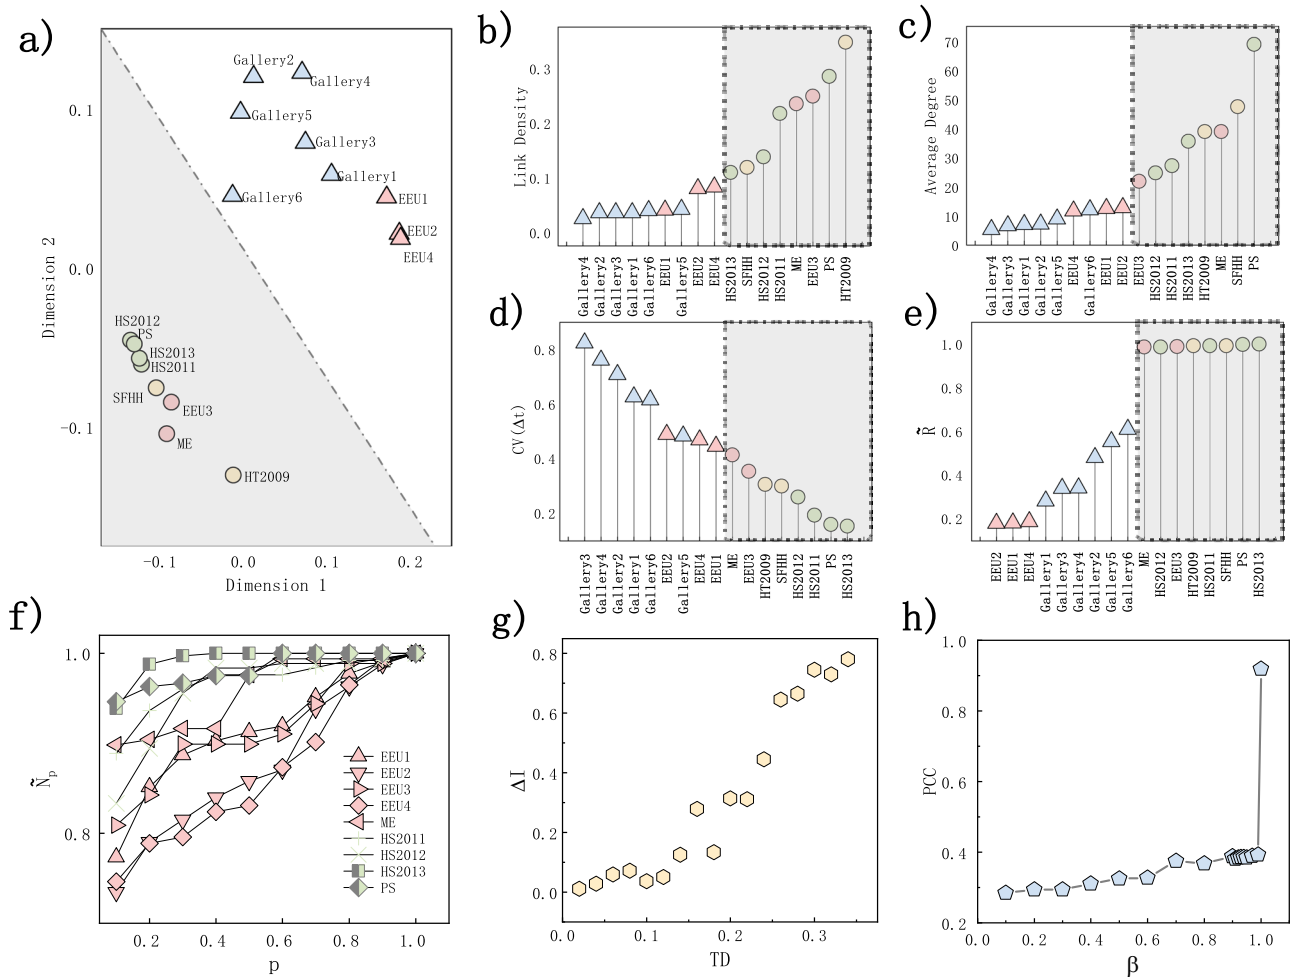 a)
Gallery2
Gallery4
Gallery5
Gallery3
Gallery1
Gallery6
EEU1
EEU2
EEU4
HS2012
PS
HS2013
HS2011
SFHH
EEU3
ME
HT2009
0.1
0.0
−0.1
Dimension 2
−0.1 0.0 0.1 0.2
Dimension 1
b)
Link Density
0.3
0.2
0.1
0.0
Gallery4
Gallery2
Gallery3
Gallery1
Gallery6
EEU1
Gallery5
EEU2
EEU4
HS2013
SFHH
HS2012
HS2011
ME
EEU3
PS
HT2009
c)
Average Degree
70
60
50
40
30
20
10
0
Gallery4
Gallery3
Gallery1
Gallery2
Gallery5
EEU4
Gallery6
EEU1
EEU2
EEU3
HS2012
HS2011
HS2013
HT2009
ME
SFHH
PS
d)
CV(Δt)
0.8
0.6
0.4
0.2
Gallery3
Gallery4
Gallery2
Gallery1
Gallery6
EEU2
Gallery5
EEU4
EEU1
ME
EEU3
HT2009
SFHH
HS2012
HS2011
PS
HS2013
e)
R̃
1.0
0.8
0.6
0.4
0.2
EEU2
EEU1
EEU4
Gallery1
Gallery3
Gallery4
Gallery2
Gallery5
Gallery6
ME
HS2012
EEU3
HT2009
HS2011
SFHH
PS
HS2013
f)
Ñp
1.0
0.8
EEU1
EEU2
EEU3
EEU4
ME
HS2011
HS2012
HS2013
PS
0.2 0.4 0.6 0.8 1.0
p
g)
ΔI
0.8
0.6
0.4
0.2
0.0
0.0 0.1 0.2 0.3
TD
h)
PCC
1.0
0.8
0.6
0.4
0.2
0.0 0.2 0.4 0.6 0.8 1.0
β